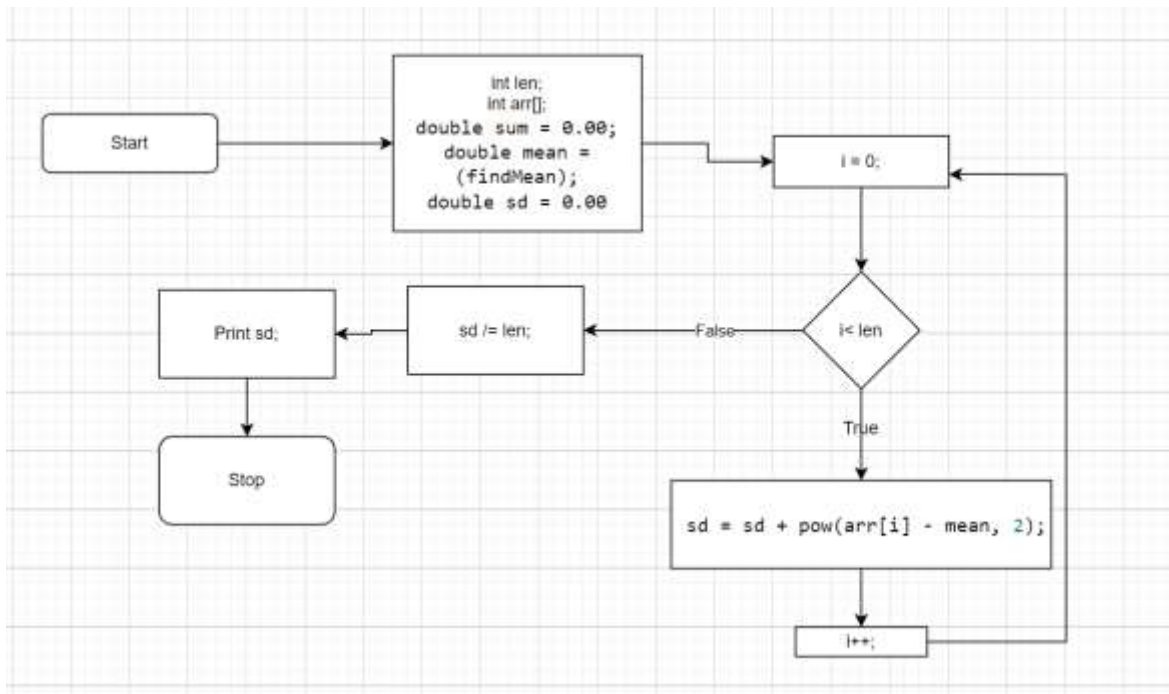 Start
int len;
int arr[];
double sum = 0.00;
double mean =
(findMean);
double sd = 0.00
i = 0;
i< len
False
sd /= len;
Print sd;
Stop
True
sd = sd + pow(arr[i] - mean, 2);
i++;